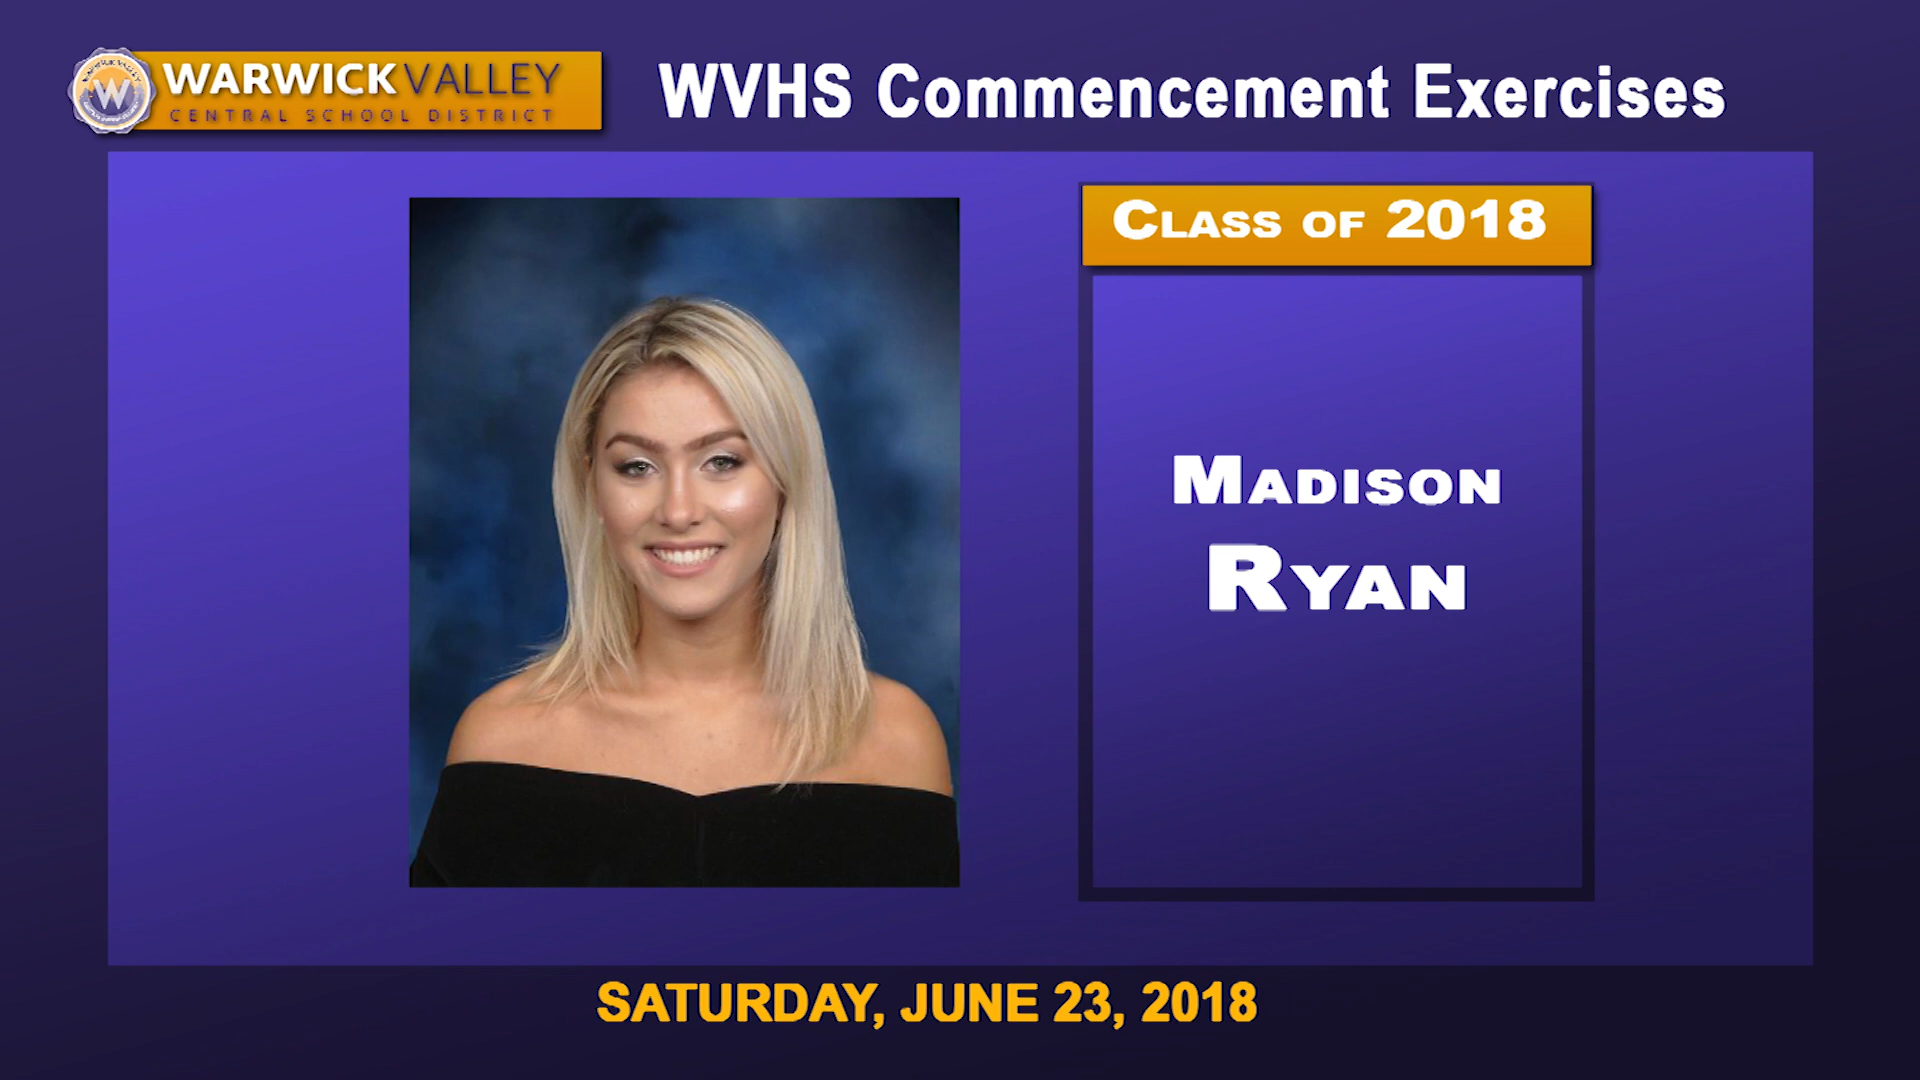 WARWICK VALLEY
CENTRAL SCHOOL DISTRICT
WVHS Commencement Exercises
W
CLASS OF 2018
MADISON
RYAN
SATURDAY, JUNE 23, 2018